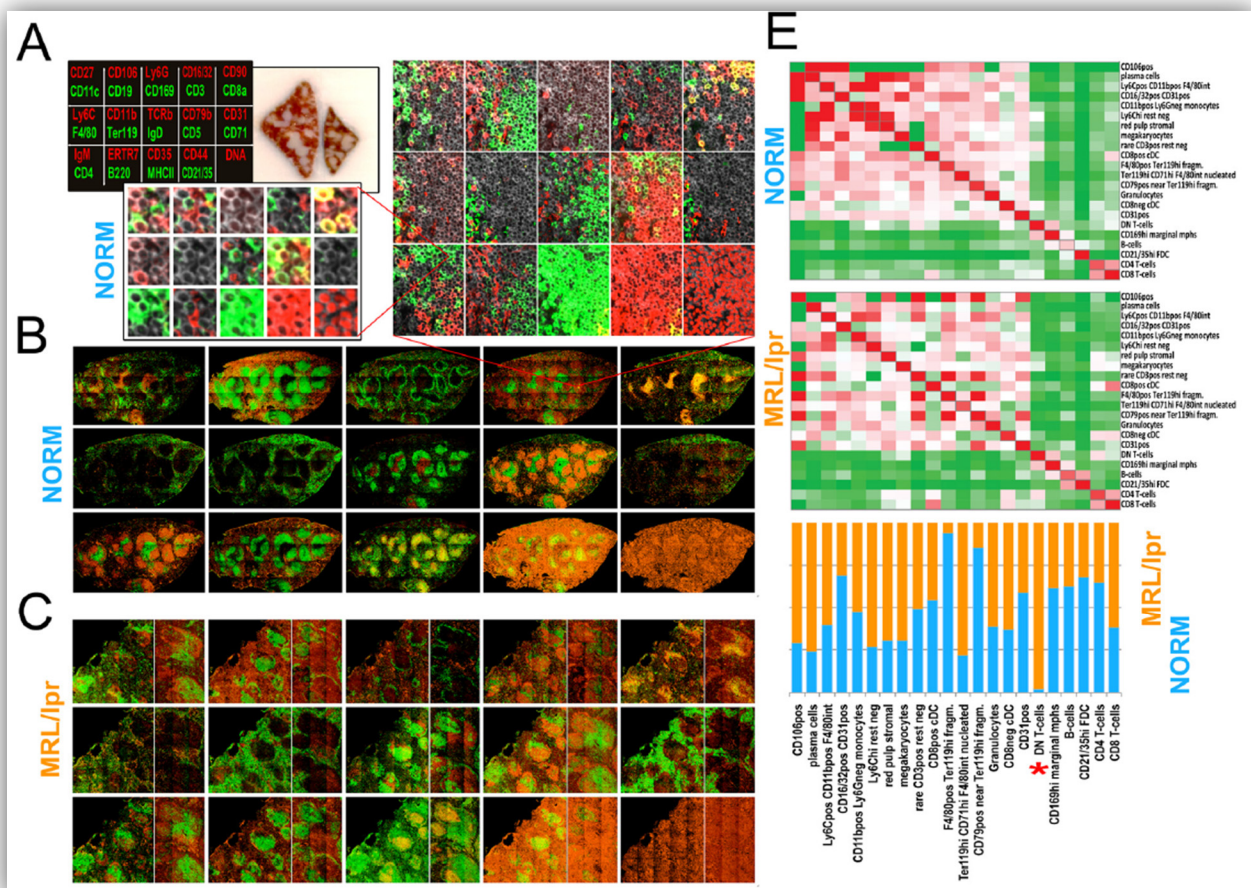 A
CD27 CD106 Ly6G CD16/32 CD90
CD11c CD19 CD169 CD3 CD8a
Ly6C CD11b TCRb CD79b CD31
F4/80 Ter119 IgD CD5 CD71
IgM ERTR7 CD35 CD44 DNA
CD4 B220 MHCII CD21/35
NORM
B
NORM
C
MRL/lpr
E
NORM
CD106pos
plasma cells
Ly6Cpos CD11bpos F4/80int
CD16/32pos CD31pos
CD11bpos Ly6Gneg monocytes
Ly6Chi rest neg
red pulp stromal
megakaryocytes
rare CD3pos rest neg
CD8pos cDC
F4/80pos Ter119hi fragm.
Ter119hi CD71hi F4/80int nucleated
CD79pos near Ter119hi fragm.
Granulocytes
CD8neg cDC
CD31pos
DN T-cells
CD169hi marginal mphs
B-cells
CD21/35hi FDC
CD4 T-cells
CD8 T-cells
MRL/lpr
CD106pos
plasma cells
Ly6Cpos CD11bpos F4/80int
CD16/32pos CD31pos
CD11bpos Ly6Gneg monocytes
Ly6Chi rest neg
red pulp stromal
megakaryocytes
rare CD3pos rest neg
CD8pos cDC
F4/80pos Ter119hi fragm.
Ter119hi CD71hi F4/80int nucleated
CD79pos near Ter119hi fragm.
Granulocytes
CD8neg cDC
CD31pos
DN T-cells
CD169hi marginal mphs
B-cells
CD21/35hi FDC
CD4 T-cells
CD8 T-cells
MRL/lpr
NORM
CD106pos
plasma cells
Ly6Cpos CD11bpos F4/80int
CD16/32pos CD31pos
CD11bpos Ly6Gneg monocytes
Ly6Chi rest neg
red pulp stromal
megakaryocytes
rare CD3pos rest neg
CD8pos cDC
F4/80pos Ter119hi fragm.
Ter119hi CD71hi F4/80int nucleated
CD79pos near Ter119hi fragm.
Granulocytes
CD8neg cDC
CD31pos
* DN T-cells
CD169hi marginal mphs
B-cells
CD21/35hi FDC
CD4 T-cells
CD8 T-cells